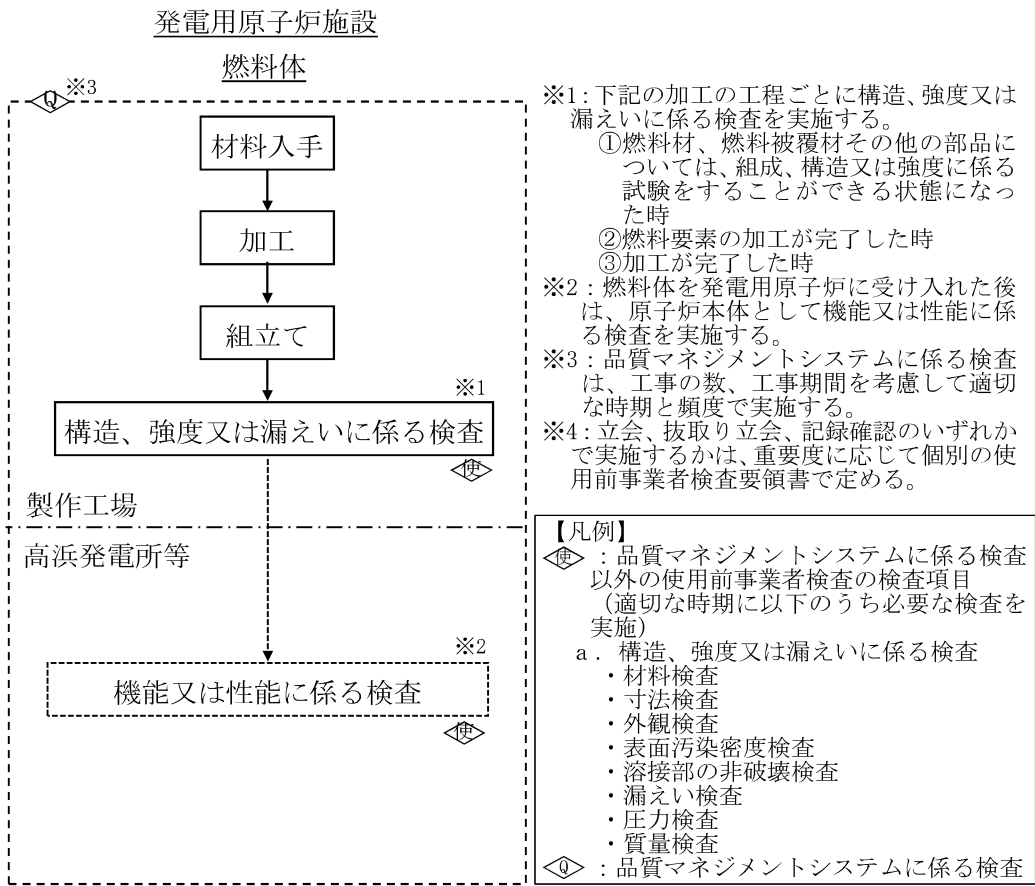 発電用原子炉施設
燃料体
Q
※3
材料入手
加工
組立て
※1
構造、強度又は漏えいに係る検査
使
製作工場
高浜発電所等
※2
機能又は性能に係る検査
使
※1：下記の加工の工程ごとに構造、強度又は
漏えいに係る検査を実施する。
①燃料材、燃料被覆材その他の部品に
ついては、組成、構造又は強度に係る
試験をすることができる状態になっ
た時
②燃料要素の加工が完了した時
③加工が完了した時
※2：燃料体を発電用原子炉に受け入れた後
は、原子炉本体として機能又は性能に係
る検査を実施する。
※3：品質マネジメントシステムに係る検査
は、工事の数、工事期間を考慮して適切
な時期と頻度で実施する。
※4：立会、抜取り立会、記録確認のいずれか
で実施するかは、重要度に応じて個別の使
用前事業者検査要領書で定める。
【凡例】
使：品質マネジメントシステムに係る検査
以外の使用前事業者検査の検査項目
（適切な時期に以下のうち必要な検査を
実施）
a．構造、強度又は漏えいに係る検査
・材料検査
・寸法検査
・外観検査
・表面汚染密度検査
・溶接部の非破壊検査
・漏えい検査
・圧力検査
・質量検査
Q：品質マネジメントシステムに係る検査